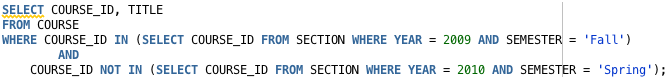 SELECT COURSE_ID, TITLE
FROM COURSE
WHERE COURSE_ID IN (SELECT COURSE_ID FROM SECTION WHERE YEAR = 2009 AND SEMESTER = 'Fall')
AND
COURSE_ID NOT IN (SELECT COURSE_ID FROM SECTION WHERE YEAR = 2010 AND SEMESTER = 'Spring');